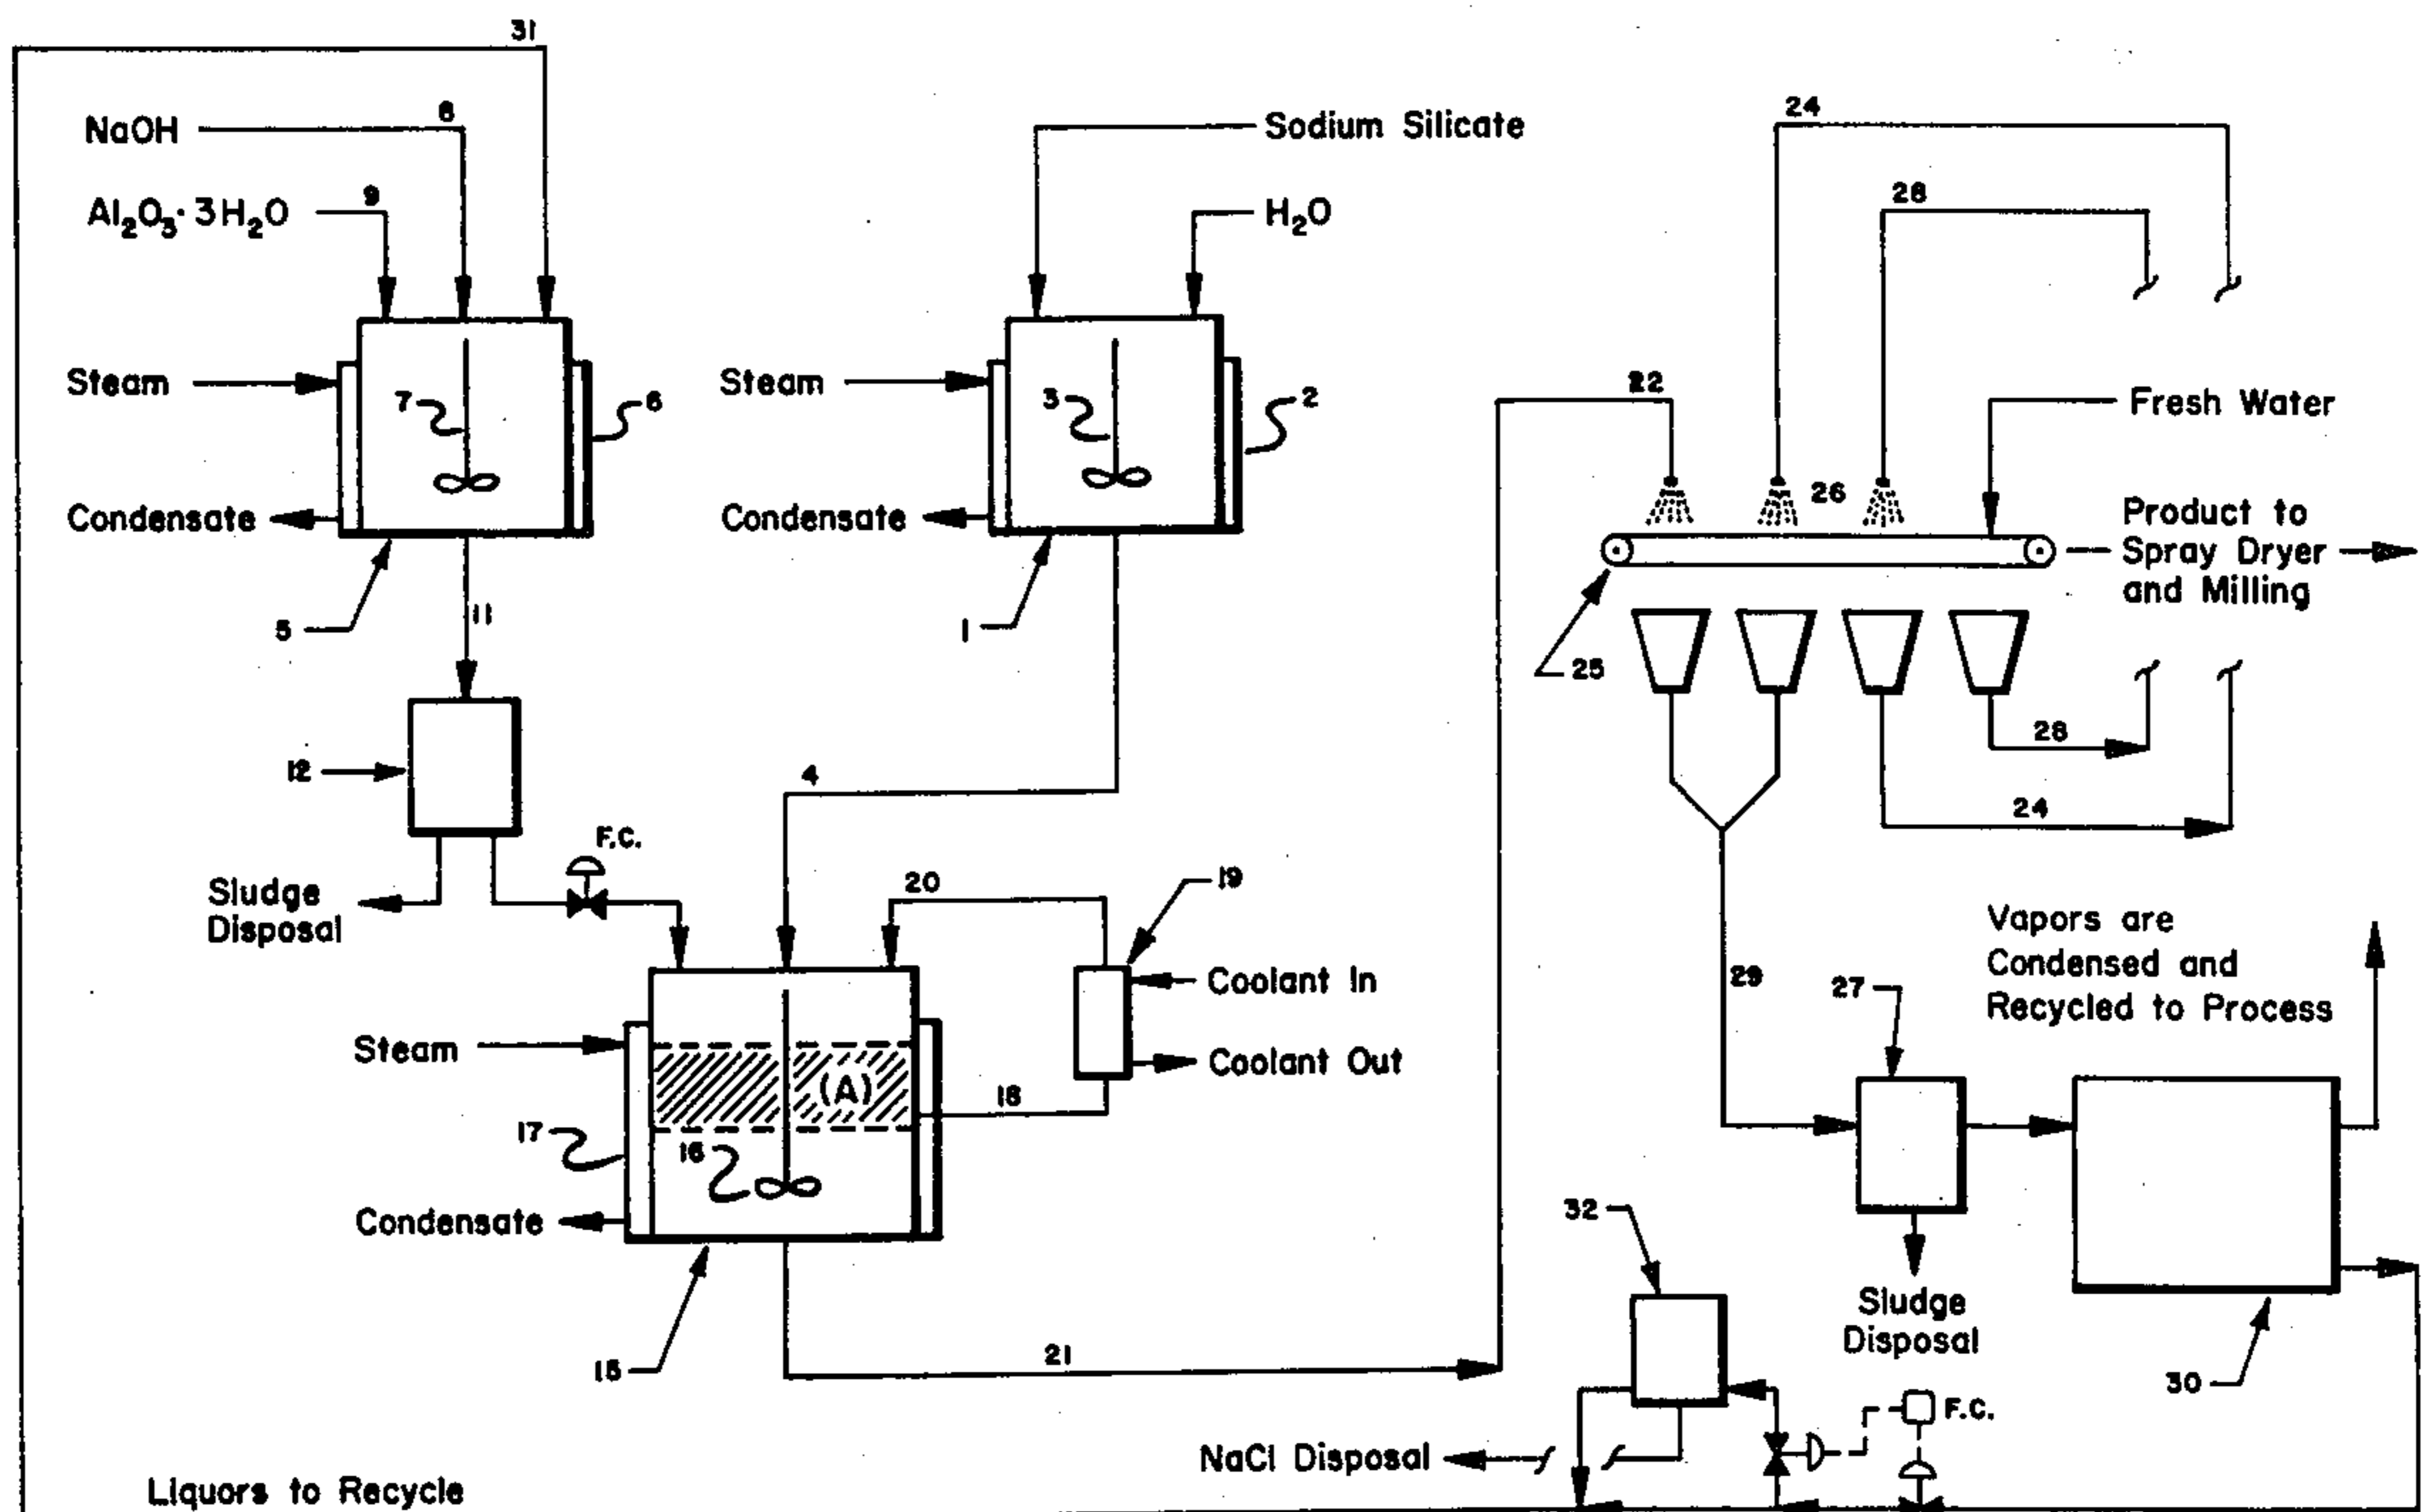 31
NaOH
8
Al₂O₃·3H₂O
9
Sodium Silicate
H₂O
24
28
Steam
7
6
Condensate
5
11
Steam
3
2
Condensate
1
22
26
Fresh Water
Product to
Spray Dryer
and Milling
25
28
24
12
Sludge
Disposal
F.C.
4
20
19
Coolant In
Coolant Out
Steam
(A)
18
17
16
Condensate
15
21
29
27
Vapors are
Condensed and
Recycled to Process
32
Sludge
Disposal
30
F.C.
NaCl Disposal
Liquors to Recycle